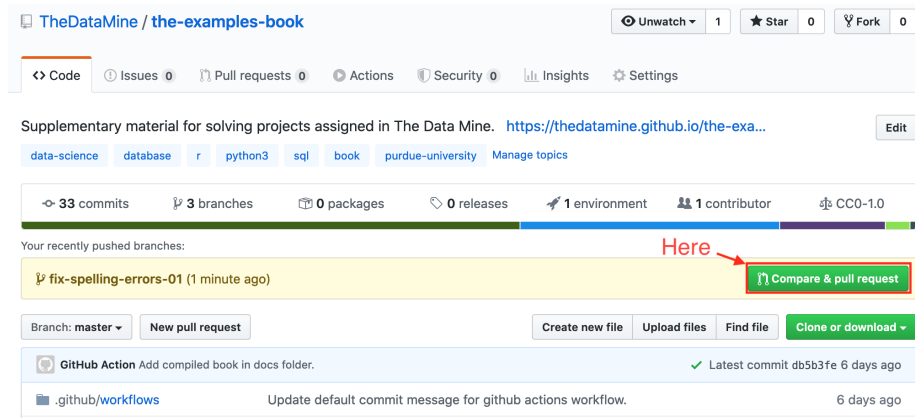 TheDataMine / the-examples-book Unwatch 1 Star 0 Fork 0
Code Issues 0 Pull requests 0 Actions Security 0 Insights Settings
Supplementary material for solving projects assigned in The Data Mine. https://thedatamine.github.io/the-exa... Edit
data-science database r python3 sql book purdue-university Manage topics
33 commits 3 branches 0 packages 0 releases 1 environment 1 contributor CC0-1.0
Your recently pushed branches:
Here
fix-spelling-errors-01 (1 minute ago) Compare & pull request
Branch: master New pull request Create new file Upload files Find file Clone or download
GitHub Action Add compiled book in docs folder. Latest commit db5b3fe 6 days ago
.github/workflows Update default commit message for github actions workflow. 6 days ago